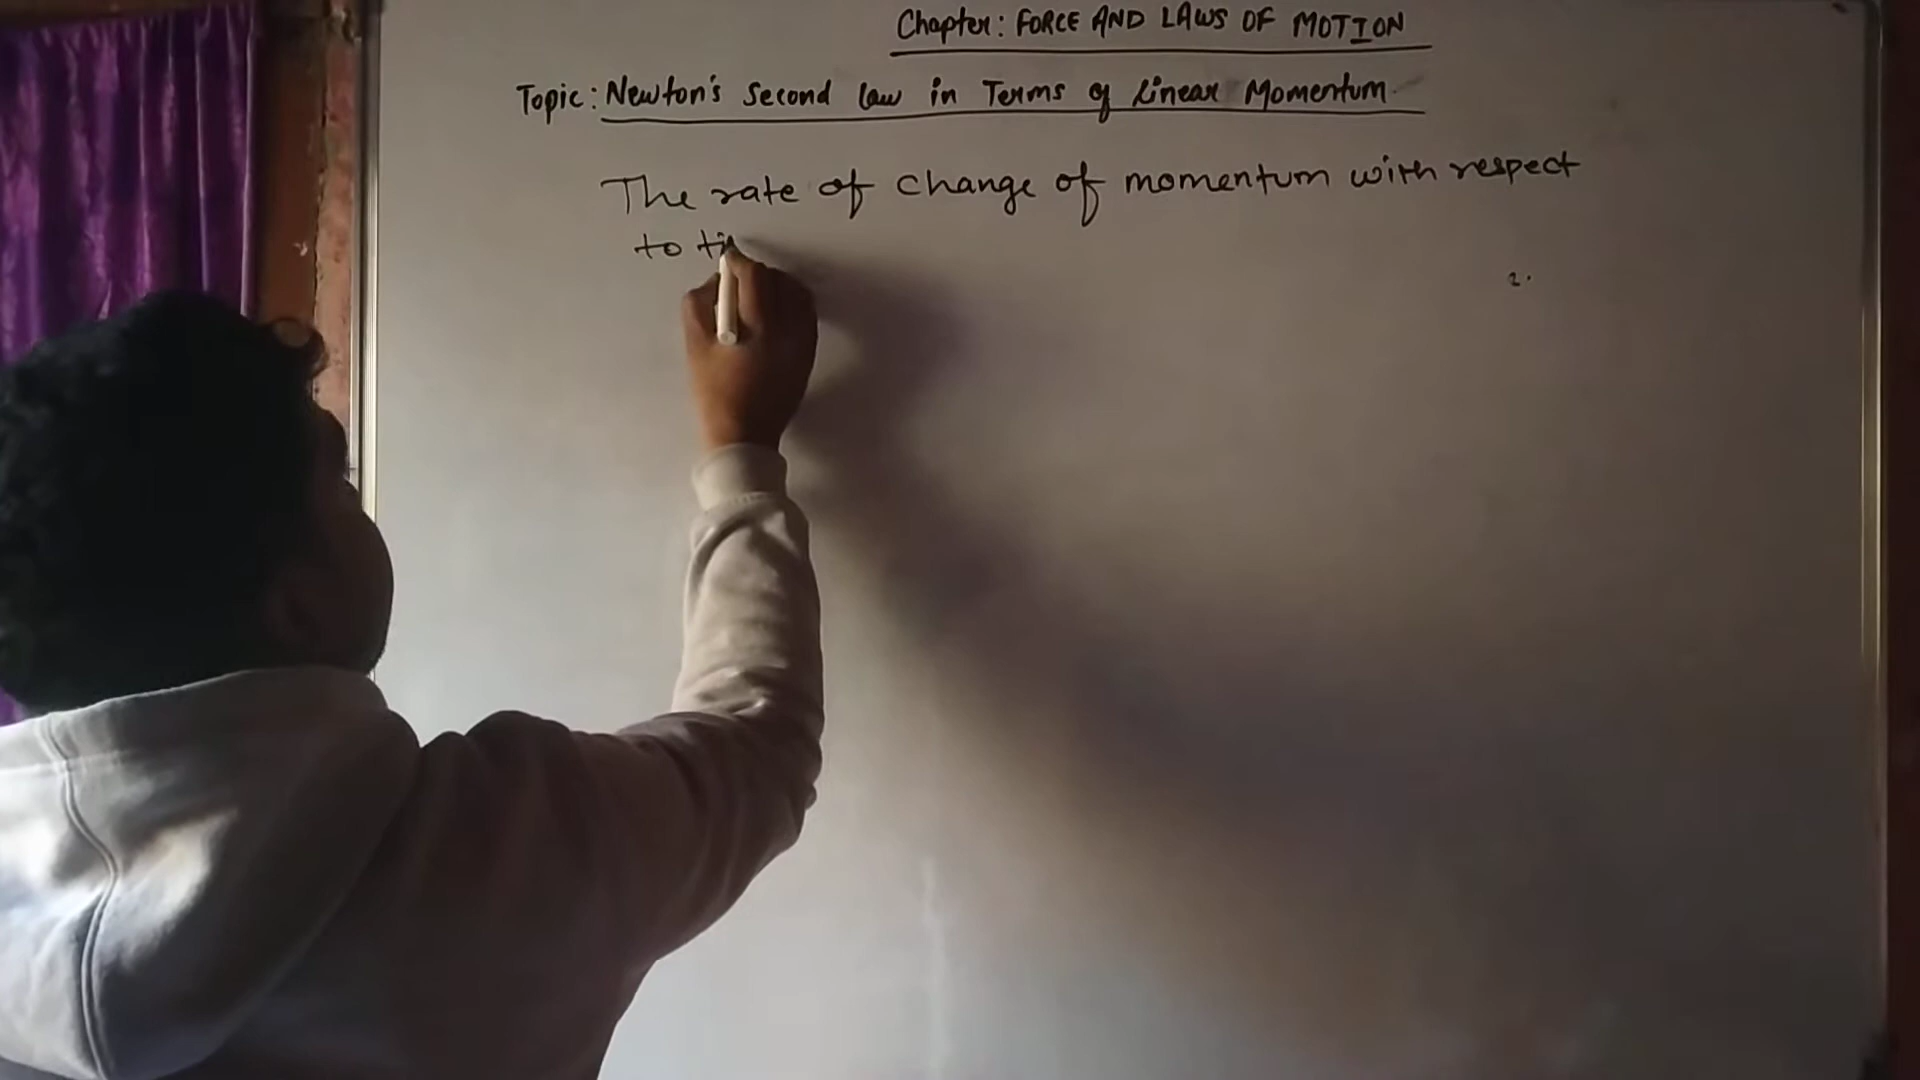 Chapter: FORCE AND LAWS OF MOTION
Topic: Newton's Second law in Terms of Linear Momentum
The rate of change of momentum with respect
to ti
2.